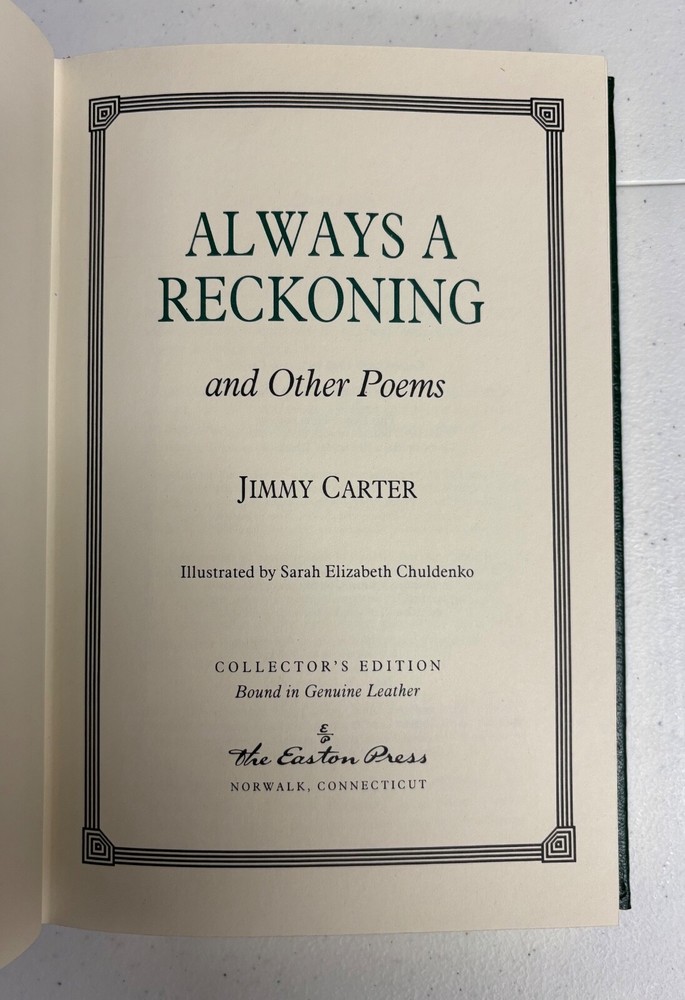 ALWAYS A
RECKONING
and Other Poems
JIMMY CARTER
Illustrated by Sarah Elizabeth Chuldenko
COLLECTOR'S EDITION
Bound in Genuine Leather
E
P
the Easton Press
NORWALK, CONNECTICUT